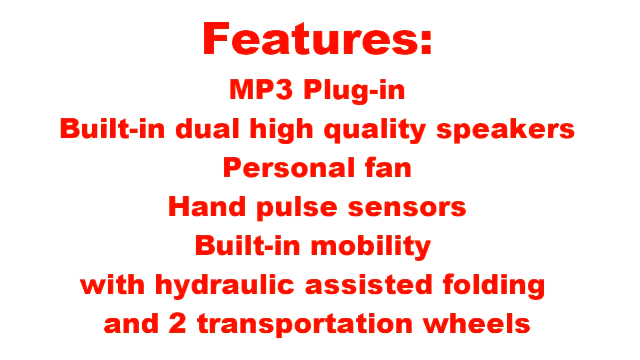 Features:
MP3 Plug-in
Built-in dual high quality speakers
Personal fan
Hand pulse sensors
Built-in mobility
with hydraulic assisted folding
and 2 transportation wheels